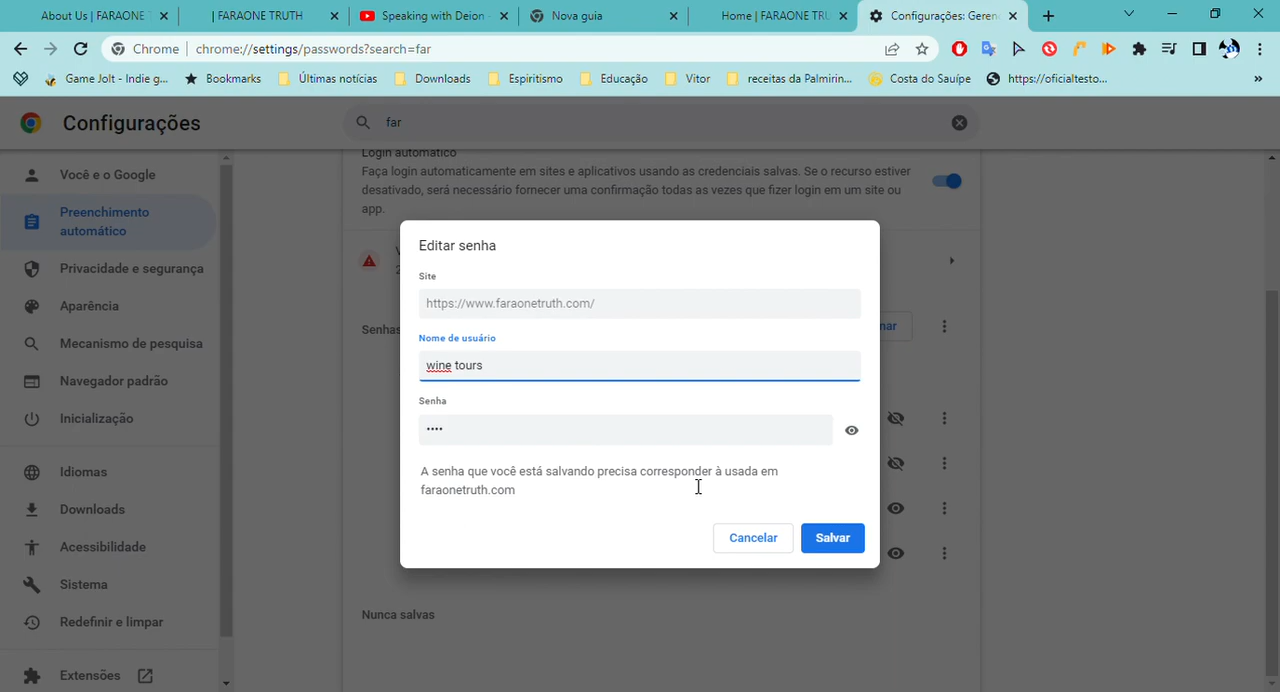 About Us | FARAONE T
| FARAONE TRUTH
Speaking with Deion -
Nova guia
Home | FARAONE TRU
Configurações: Geren
Chrome
chrome://settings/passwords?search=far
Game Jolt - Indie g...
Bookmarks
Últimas notícias
Downloads
Espiritismo
Educação
Vitor
receitas da Palmirin...
Costa do Sauípe
https://oficialtesto...
»
Configurações
far
Você e o Google
Preenchimento
automático
Privacidade e segurança
Aparência
Mecanismo de pesquisa
Navegador padrão
Inicialização
Idiomas
Downloads
Acessibilidade
Sistema
Redefinir e limpar
Extensões
Login automático
Faça login automaticamente em sites e aplicativos usando as credenciais salvas. Se o recurso estiver
desativado, será necessário fornecer uma confirmação todas as vezes que fizer login em um site ou
app.
Senhas
nar
Editar senha
Site
https://www.faraonetruth.com/
Nome de usuário
wine tours
Senha
••••
A senha que você está salvando precisa corresponder à usada em
faraonetruth.com
Cancelar
Salvar
Nunca salvas